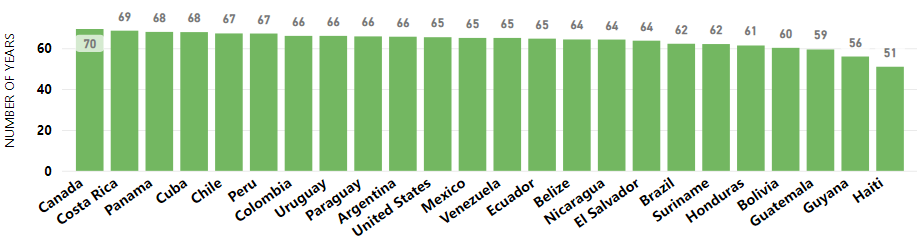 NUMBER OF YEARS
60
40
20
0
70
69
68
68
67
67
66
66
66
66
65
65
65
65
64
64
64
62
62
61
60
59
56
51
Canada
Costa Rica
Panama
Cuba
Chile
Peru
Colombia
Uruguay
Paraguay
Argentina
United States
Mexico
Venezuela
Ecuador
Belize
Nicaragua
El Salvador
Brazil
Suriname
Honduras
Bolivia
Guatemala
Guyana
Haiti